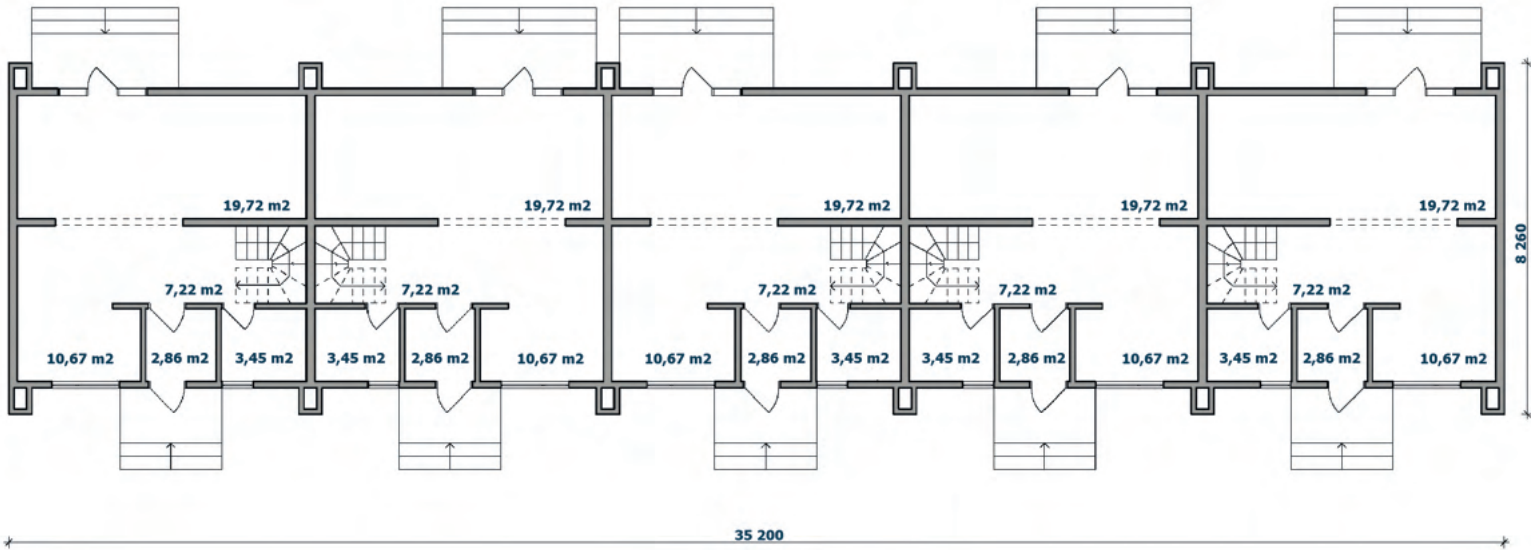 19,72 m2 19,72 m2 19,72 m2 19,72 m2 19,72 m2
8 260
7,22 m2 7,22 m2 7,22 m2 7,22 m2 7,22 m2
10,67 m2 2,86 m2 3,45 m2 3,45 m2 2,86 m2 10,67 m2 10,67 m2 2,86 m2 3,45 m2 3,45 m2 2,86 m2 10,67 m2 3,45 m2 2,86 m2 10,67 m2
35 200